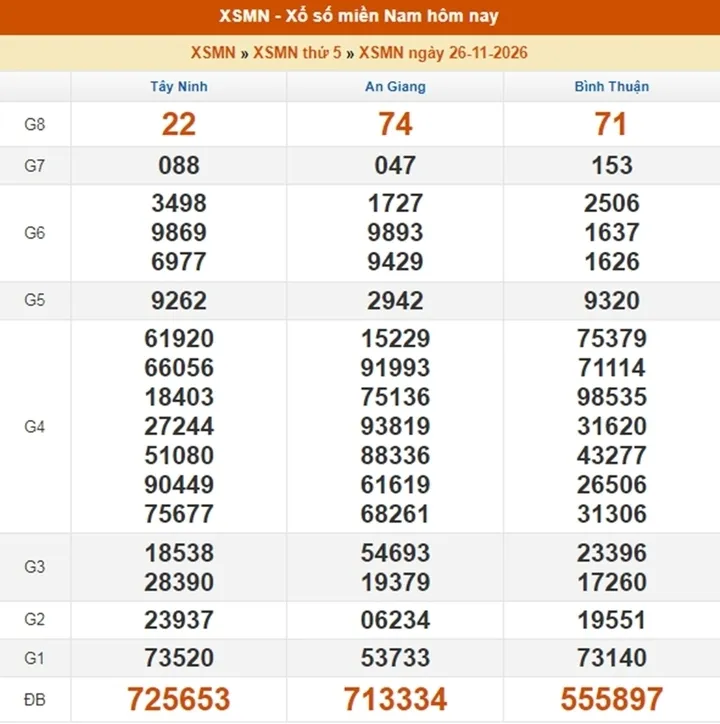 XSMN - Xổ số miền Nam hôm nay
XSMN » XSMN thứ 5 » XSMN ngày 26-11-2026
Tây Ninh An Giang Bình Thuận
G8 22 74 71
G7 088 047 153
3498 1727 2506
G6 9869 9893 1637
6977 9429 1626
G5 9262 2942 9320
61920 15229 75379
66056 91993 71114
18403 75136 98535
G4 27244 93819 31620
51080 88336 43277
90449 61619 26506
75677 68261 31306
G3 18538 54693 23396
28390 19379 17260
G2 23937 06234 19551
G1 73520 53733 73140
ĐB 725653 713334 555897